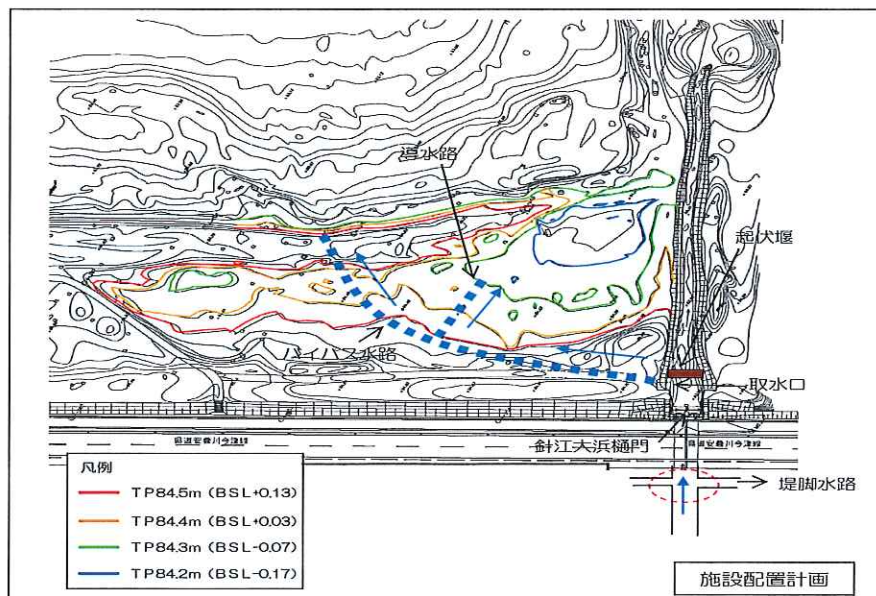 導水路
起伏堰
バイパス水路
取水口
針江大浜樋門
堤脚水路
凡例
TP84.5m (BSL+0.13)
TP84.4m (BSL+0.03)
TP84.3m (BSL-0.07)
TP84.2m (BSL-0.17)
施設配置計画